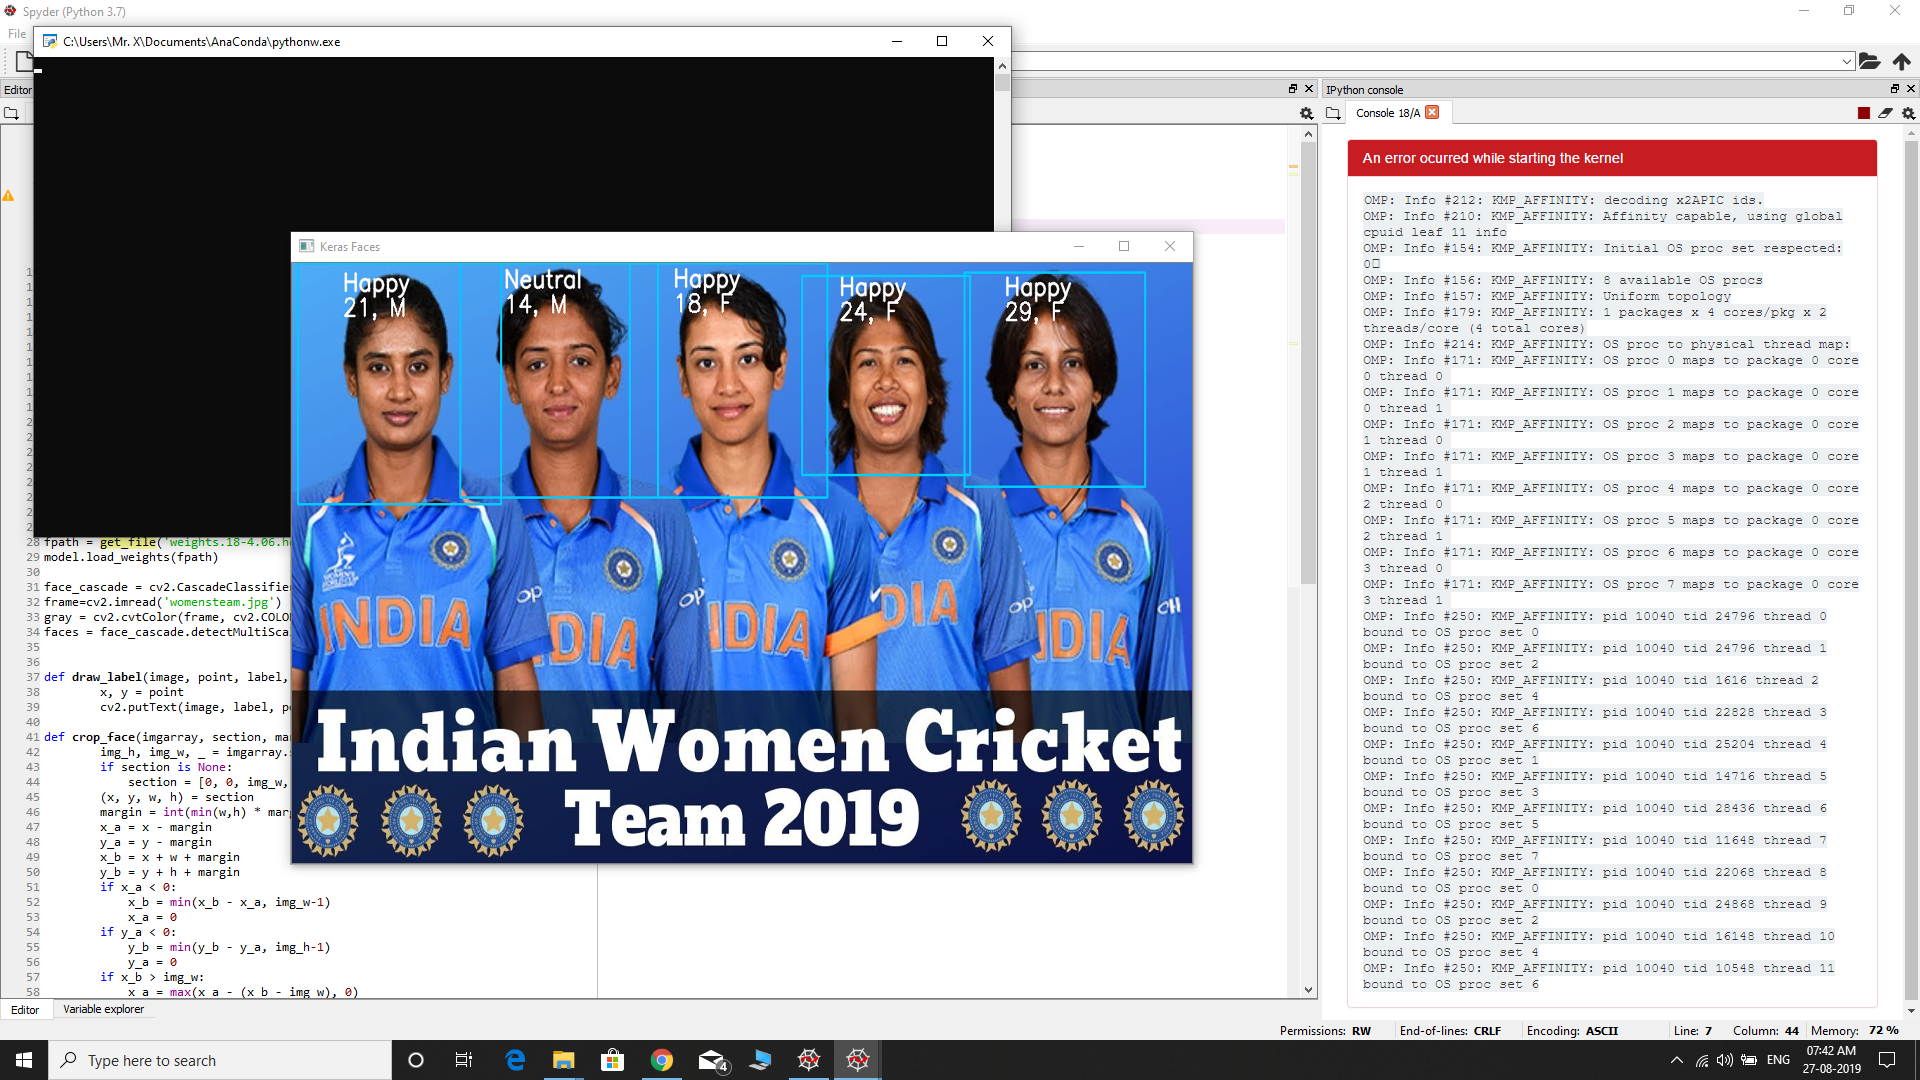 Spyder (Python 3.7)
File
C:\Users\Mr. X\Documents\AnaConda\pythonw.exe
Editor
IPython console
Console 18/A
An error ocurred while starting the kernel
OMP: Info #212: KMP_AFFINITY: decoding x2APIC ids.
OMP: Info #210: KMP_AFFINITY: Affinity capable, using global
cpuid leaf 11 info
OMP: Info #154: KMP_AFFINITY: Initial OS proc set respected:
0
OMP: Info #156: KMP_AFFINITY: 8 available OS procs
OMP: Info #157: KMP_AFFINITY: Uniform topology
OMP: Info #179: KMP_AFFINITY: 1 packages x 4 cores/pkg x 2
threads/core (4 total cores)
OMP: Info #214: KMP_AFFINITY: OS proc to physical thread map:
OMP: Info #171: KMP_AFFINITY: OS proc 0 maps to package 0 core
0 thread 0
OMP: Info #171: KMP_AFFINITY: OS proc 1 maps to package 0 core
0 thread 1
OMP: Info #171: KMP_AFFINITY: OS proc 2 maps to package 0 core
1 thread 0
OMP: Info #171: KMP_AFFINITY: OS proc 3 maps to package 0 core
1 thread 1
OMP: Info #171: KMP_AFFINITY: OS proc 4 maps to package 0 core
2 thread 0
OMP: Info #171: KMP_AFFINITY: OS proc 5 maps to package 0 core
2 thread 1
OMP: Info #171: KMP_AFFINITY: OS proc 6 maps to package 0 core
3 thread 0
OMP: Info #171: KMP_AFFINITY: OS proc 7 maps to package 0 core
3 thread 1
OMP: Info #250: KMP_AFFINITY: pid 10040 tid 24796 thread 0
bound to OS proc set 0
OMP: Info #250: KMP_AFFINITY: pid 10040 tid 24796 thread 1
bound to OS proc set 2
OMP: Info #250: KMP_AFFINITY: pid 10040 tid 1616 thread 2
bound to OS proc set 4
OMP: Info #250: KMP_AFFINITY: pid 10040 tid 22828 thread 3
bound to OS proc set 6
OMP: Info #250: KMP_AFFINITY: pid 10040 tid 25204 thread 4
bound to OS proc set 1
OMP: Info #250: KMP_AFFINITY: pid 10040 tid 14716 thread 5
bound to OS proc set 3
OMP: Info #250: KMP_AFFINITY: pid 10040 tid 28436 thread 6
bound to OS proc set 5
OMP: Info #250: KMP_AFFINITY: pid 10040 tid 11648 thread 7
bound to OS proc set 7
OMP: Info #250: KMP_AFFINITY: pid 10040 tid 22068 thread 8
bound to OS proc set 0
OMP: Info #250: KMP_AFFINITY: pid 10040 tid 24868 thread 9
bound to OS proc set 2
OMP: Info #250: KMP_AFFINITY: pid 10040 tid 16148 thread 10
bound to OS proc set 4
OMP: Info #250: KMP_AFFINITY: pid 10040 tid 10548 thread 11
bound to OS proc set 6
Keras Faces
Happy
21, M
Neutral
14, M
Happy
18, F
Happy
24, F
Happy
29, F
INDIA
DIA
INDIA
DIA
INDIA
Indian Women Cricket
Team 2019
28 fpath = get_file('weights.18-4.06.h
29 model.load_weights(fpath)
30
31 face_cascade = cv2.CascadeClassifier
32 frame=cv2.imread('womensteam.jpg')
33 gray = cv2.cvtColor(frame, cv2.COLO
34 faces = face_cascade.detectMultiSca
35
36
37 def draw_label(image, point, label,
38 x, y = point
39 cv2.putText(image, label, po
40
41 def crop_face(imgarray, section, mar
42 img_h, img_w, _ = imgarray.s
43 if section is None:
44 section = [0, 0, img_w,
45 (x, y, w, h) = section
46 margin = int(min(w,h) * marg
47 x_a = x - margin
48 y_a = y - margin
49 x_b = x + w + margin
50 y_b = y + h + margin
51 if x_a < 0:
52 x_b = min(x_b - x_a, img_w-1)
53 x_a = 0
54 if y_a < 0:
55 y_b = min(y_b - y_a, img_h-1)
56 y_a = 0
57 if x_b > img_w:
58 x_a = max(x_a - (x_b - img_w), 0)
Editor
Variable explorer
Permissions: RW
End-of-lines: CRLF
Encoding: ASCII
Line: 7
Column: 44
Memory: 72 %
Type here to search
4
ENG
07:42 AM
27-08-2019